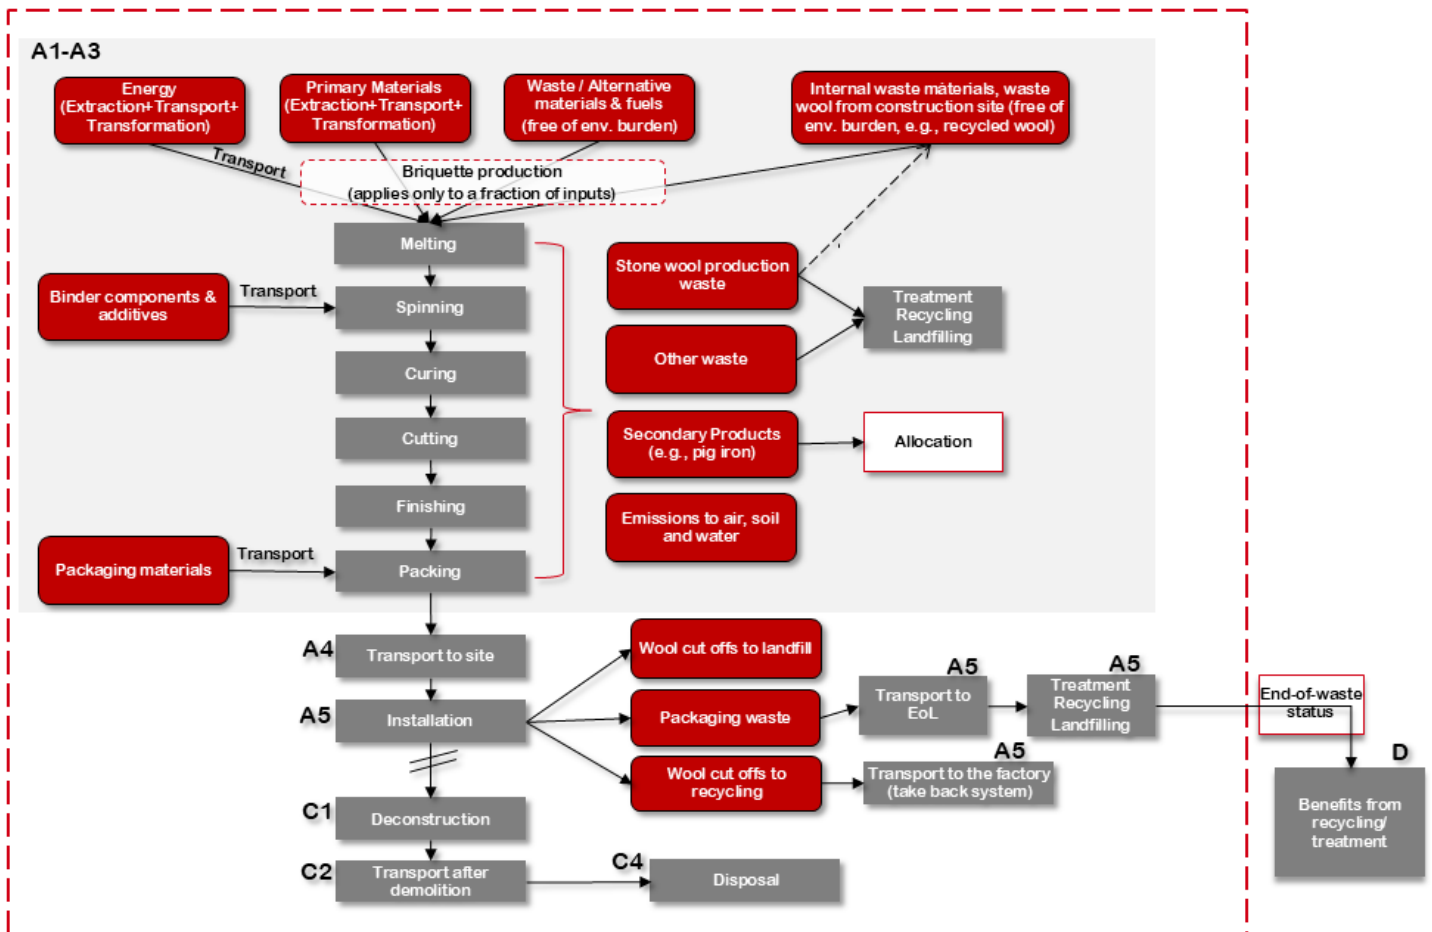 A1-A3
Energy
(Extraction+Transport+
Transformation)
Primary Materials
(Extraction+Transport+
Transformation)
Waste / Alternative
materials & fuels
(free of env. burden)
Internal waste materials, waste
wool from construction site (free of
env. burden, e.g., recycled wool)
Transport
Briquette production
(applies only to a fraction of inputs)
Melting
Binder components &
additives
Transport
Spinning
Curing
Cutting
Finishing
Packaging materials
Transport
Packing
Stone wool production
waste
Treatment
Recycling
Landfilling
Other waste
Secondary Products
(e.g., pig iron)
Allocation
Emissions to air, soil
and water
A4
Transport to site
A5
Installation
Wool cut offs to landfill
Packaging waste
A5
Transport to
EoL
A5
Treatment
Recycling
Landfilling
End-of-waste
status
Wool cut offs to
recycling
A5
Transport to the factory
(take back system)
D
Benefits from
recycling/
treatment
C1
Deconstruction
C2
Transport after
demolition
C4
Disposal